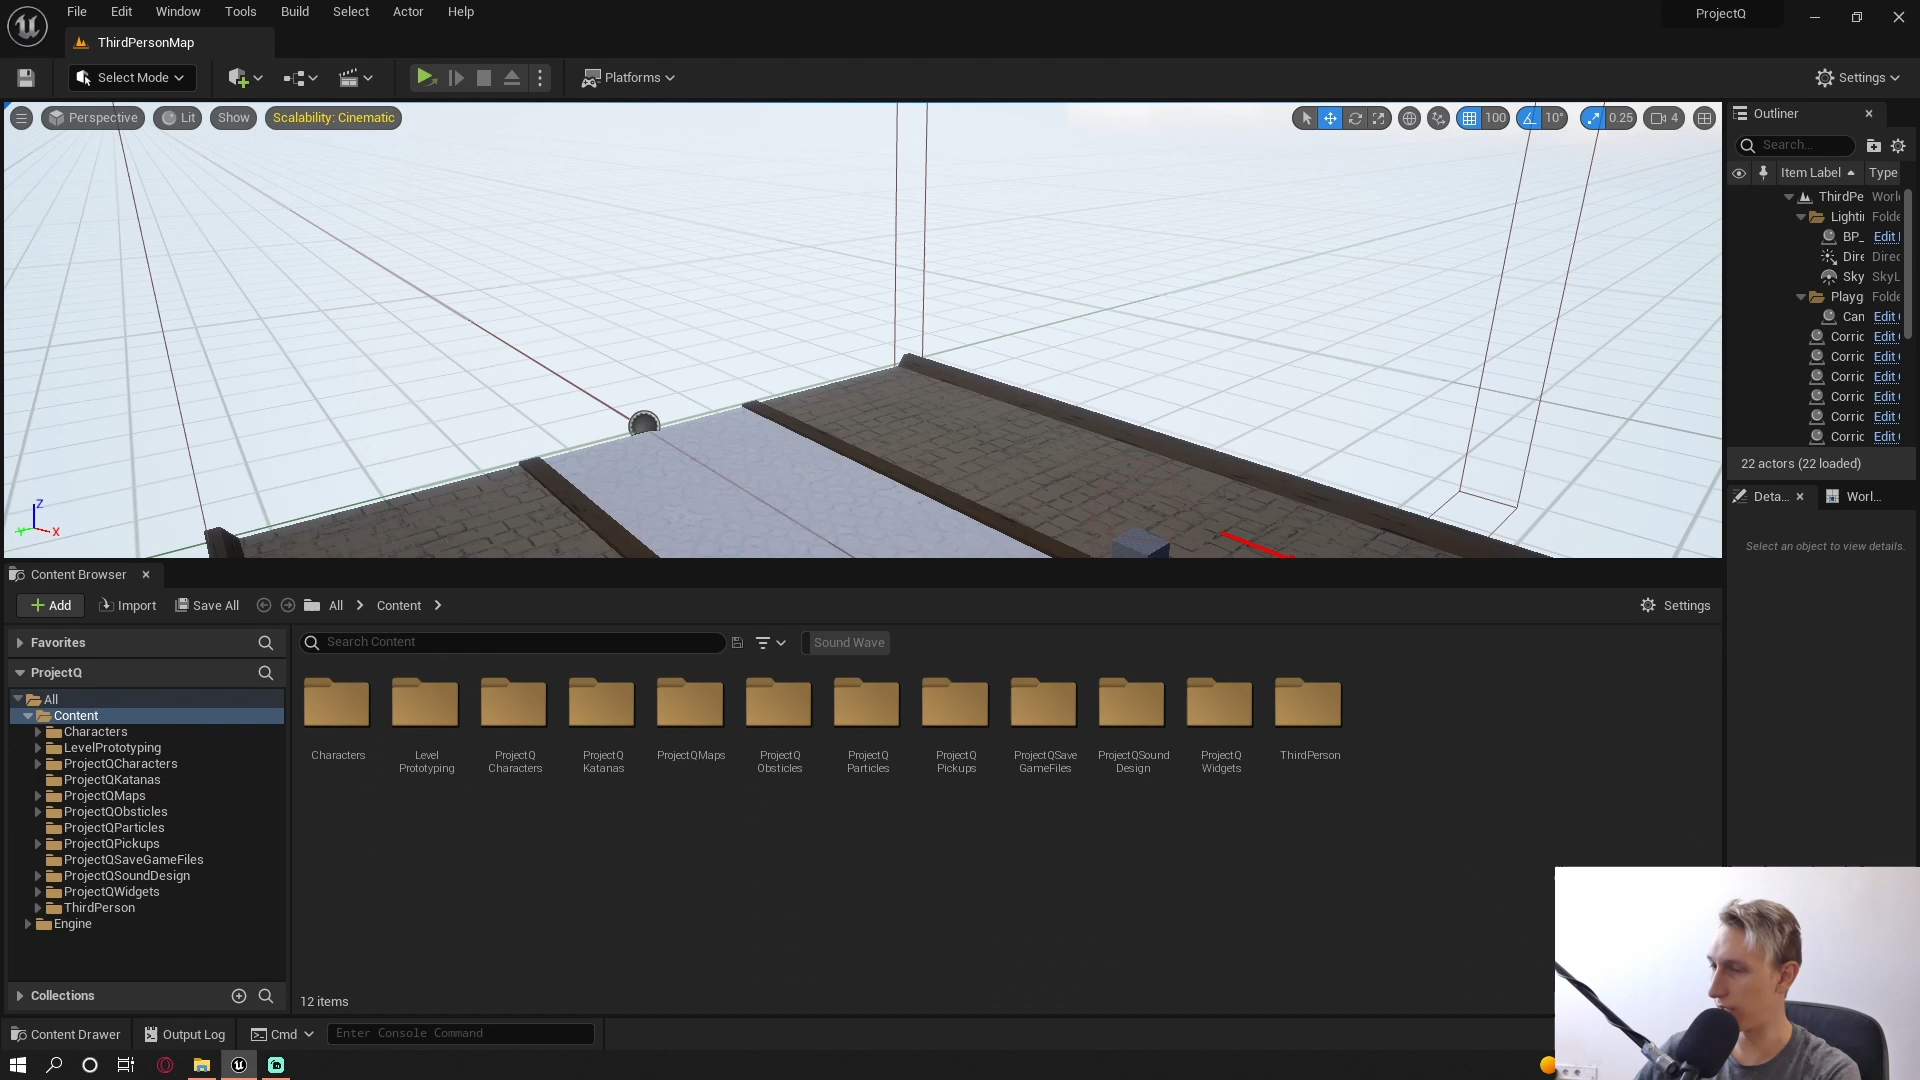 File Edit Window Tools Build Select Actor Help
ProjectQ
ThirdPersonMap
Select Mode
Platforms
Settings
Perspective Lit Show Scalability: Cinematic
100 10° 0.25 4
Outliner
Search...
Item Label Type
ThirdPe Worl
Lighti Folde
BP_ Edit
Dire Direc
Sky SkyL
Playg Folde
Can Edit
Corric Edit
Corric Edit
Corric Edit
Corric Edit
Corric Edit
Corric Edit
22 actors (22 loaded)
Deta... Worl...
Select an object to view details.
Z
Y X
Content Browser
Add Import Save All All Content Settings
Favorites
ProjectQ
All
Content
Characters
LevelPrototyping
ProjectQCharacters
ProjectQKatanas
ProjectQMaps
ProjectQObsticles
ProjectQParticles
ProjectQPickups
ProjectQSaveGameFiles
ProjectQSoundDesign
ProjectQWidgets
ThirdPerson
Engine
Collections
Search Content
Sound Wave
Characters
Level
Prototyping
ProjectQ
Characters
ProjectQ
Katanas
ProjectQMaps
ProjectQ
Obsticles
ProjectQ
Particles
ProjectQ
Pickups
ProjectQSave
GameFiles
ProjectQSound
Design
ProjectQ
Widgets
ThirdPerson
12 items
Content Drawer Output Log Cmd Enter Console Command